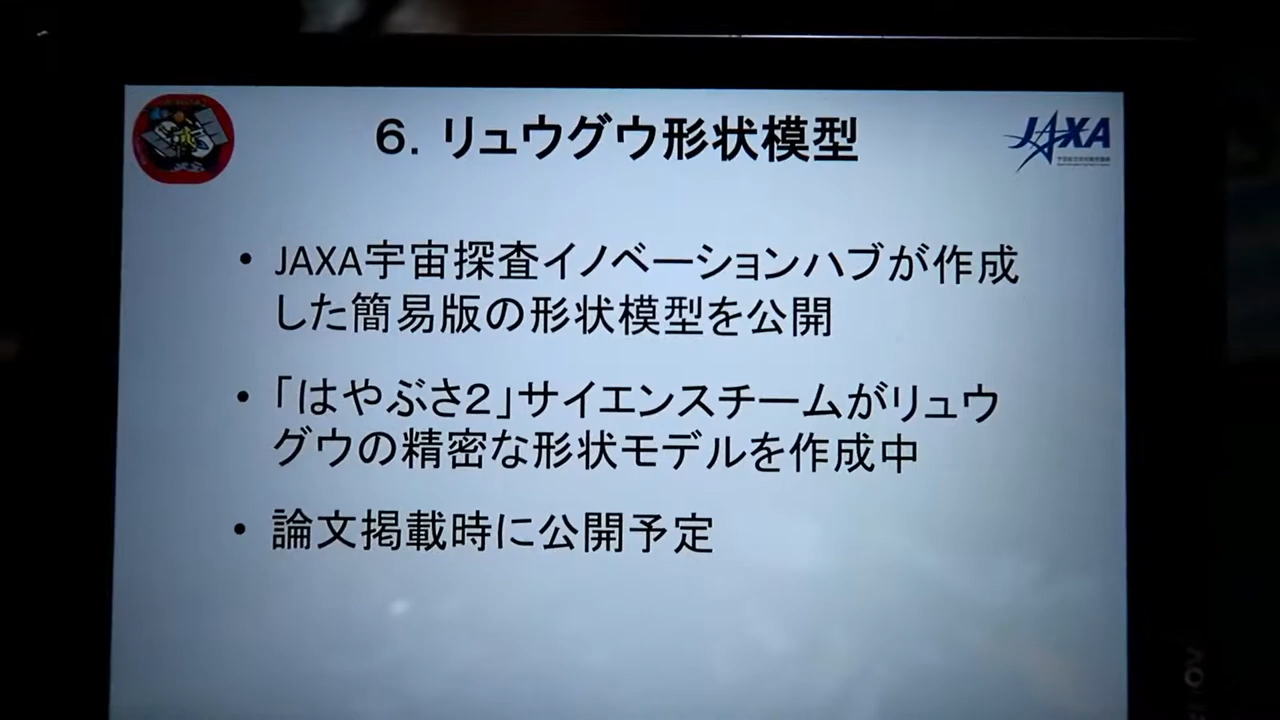 6. リュウグウ形状模型
JAXA
• JAXA宇宙探査イノベーションハブが作成
した簡易版の形状模型を公開
• 「はやぶさ2」サイエンスチームがリュウ
グウの精密な形状モデルを作成中
• 論文掲載時に公開予定